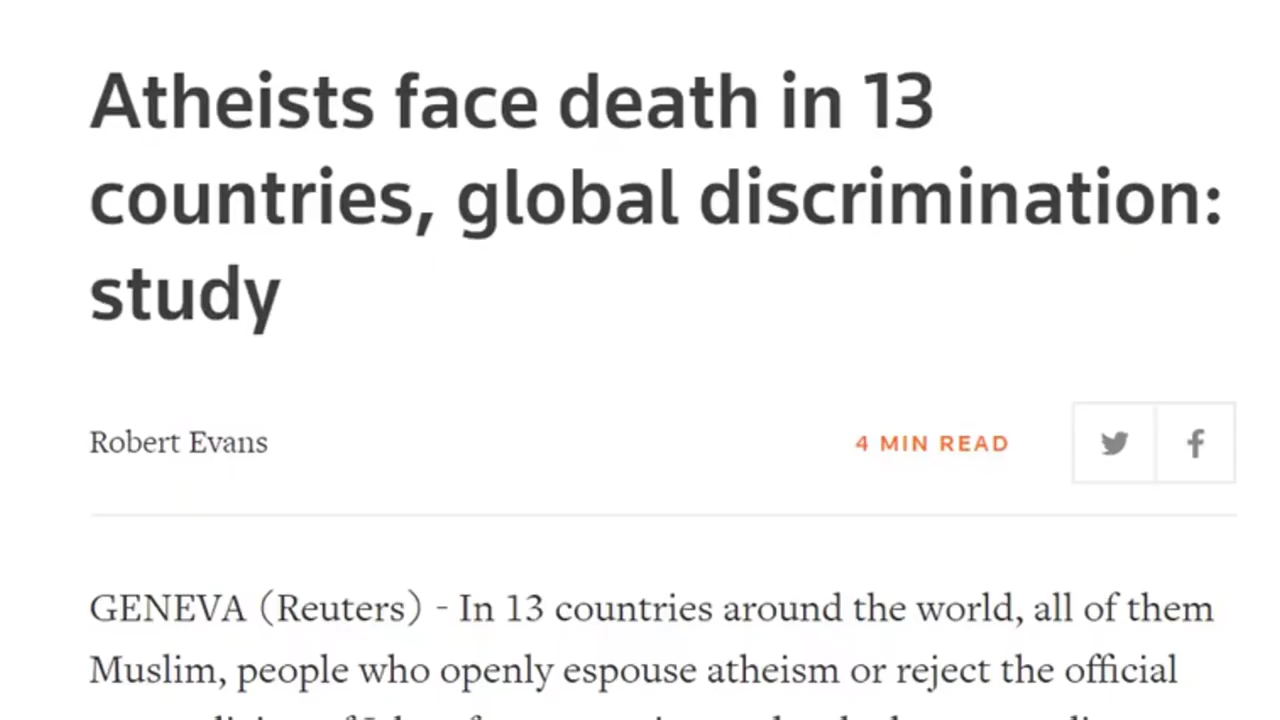 Atheists face death in 13
countries, global discrimination:
study
Robert Evans
4 MIN READ
GENEVA (Reuters) - In 13 countries around the world, all of them
Muslim, people who openly espouse atheism or reject the official